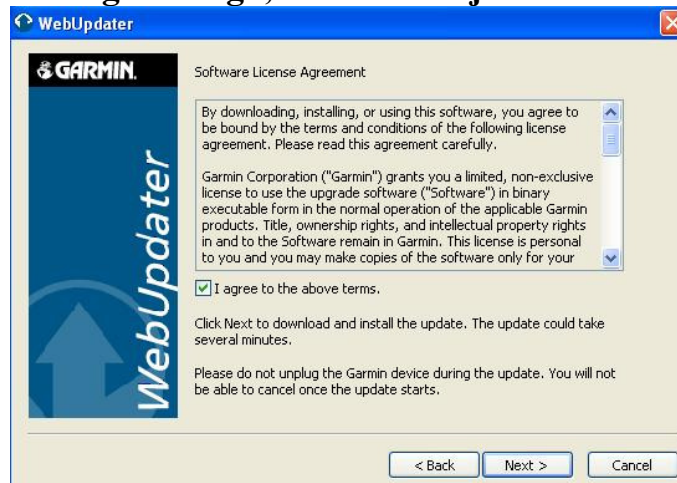 WebUpdater
GARMIN.
WebUpdater
Software License Agreement
By downloading, installing, or using this software, you agree to
be bound by the terms and conditions of the following license
agreement. Please read this agreement carefully.
Garmin Corporation ("Garmin") grants you a limited, non-exclusive
license to use the upgrade software ("Software") in binary
executable form in the normal operation of the applicable Garmin
products. Title, ownership rights, and intellectual property rights
in and to the Software remain in Garmin. This license is personal
to you and you may make copies of the software only for your
I agree to the above terms.
Click Next to download and install the update. The update could take
several minutes.
Please do not unplug the Garmin device during the update. You will not
be able to cancel once the update starts.
< Back
Next >
Cancel